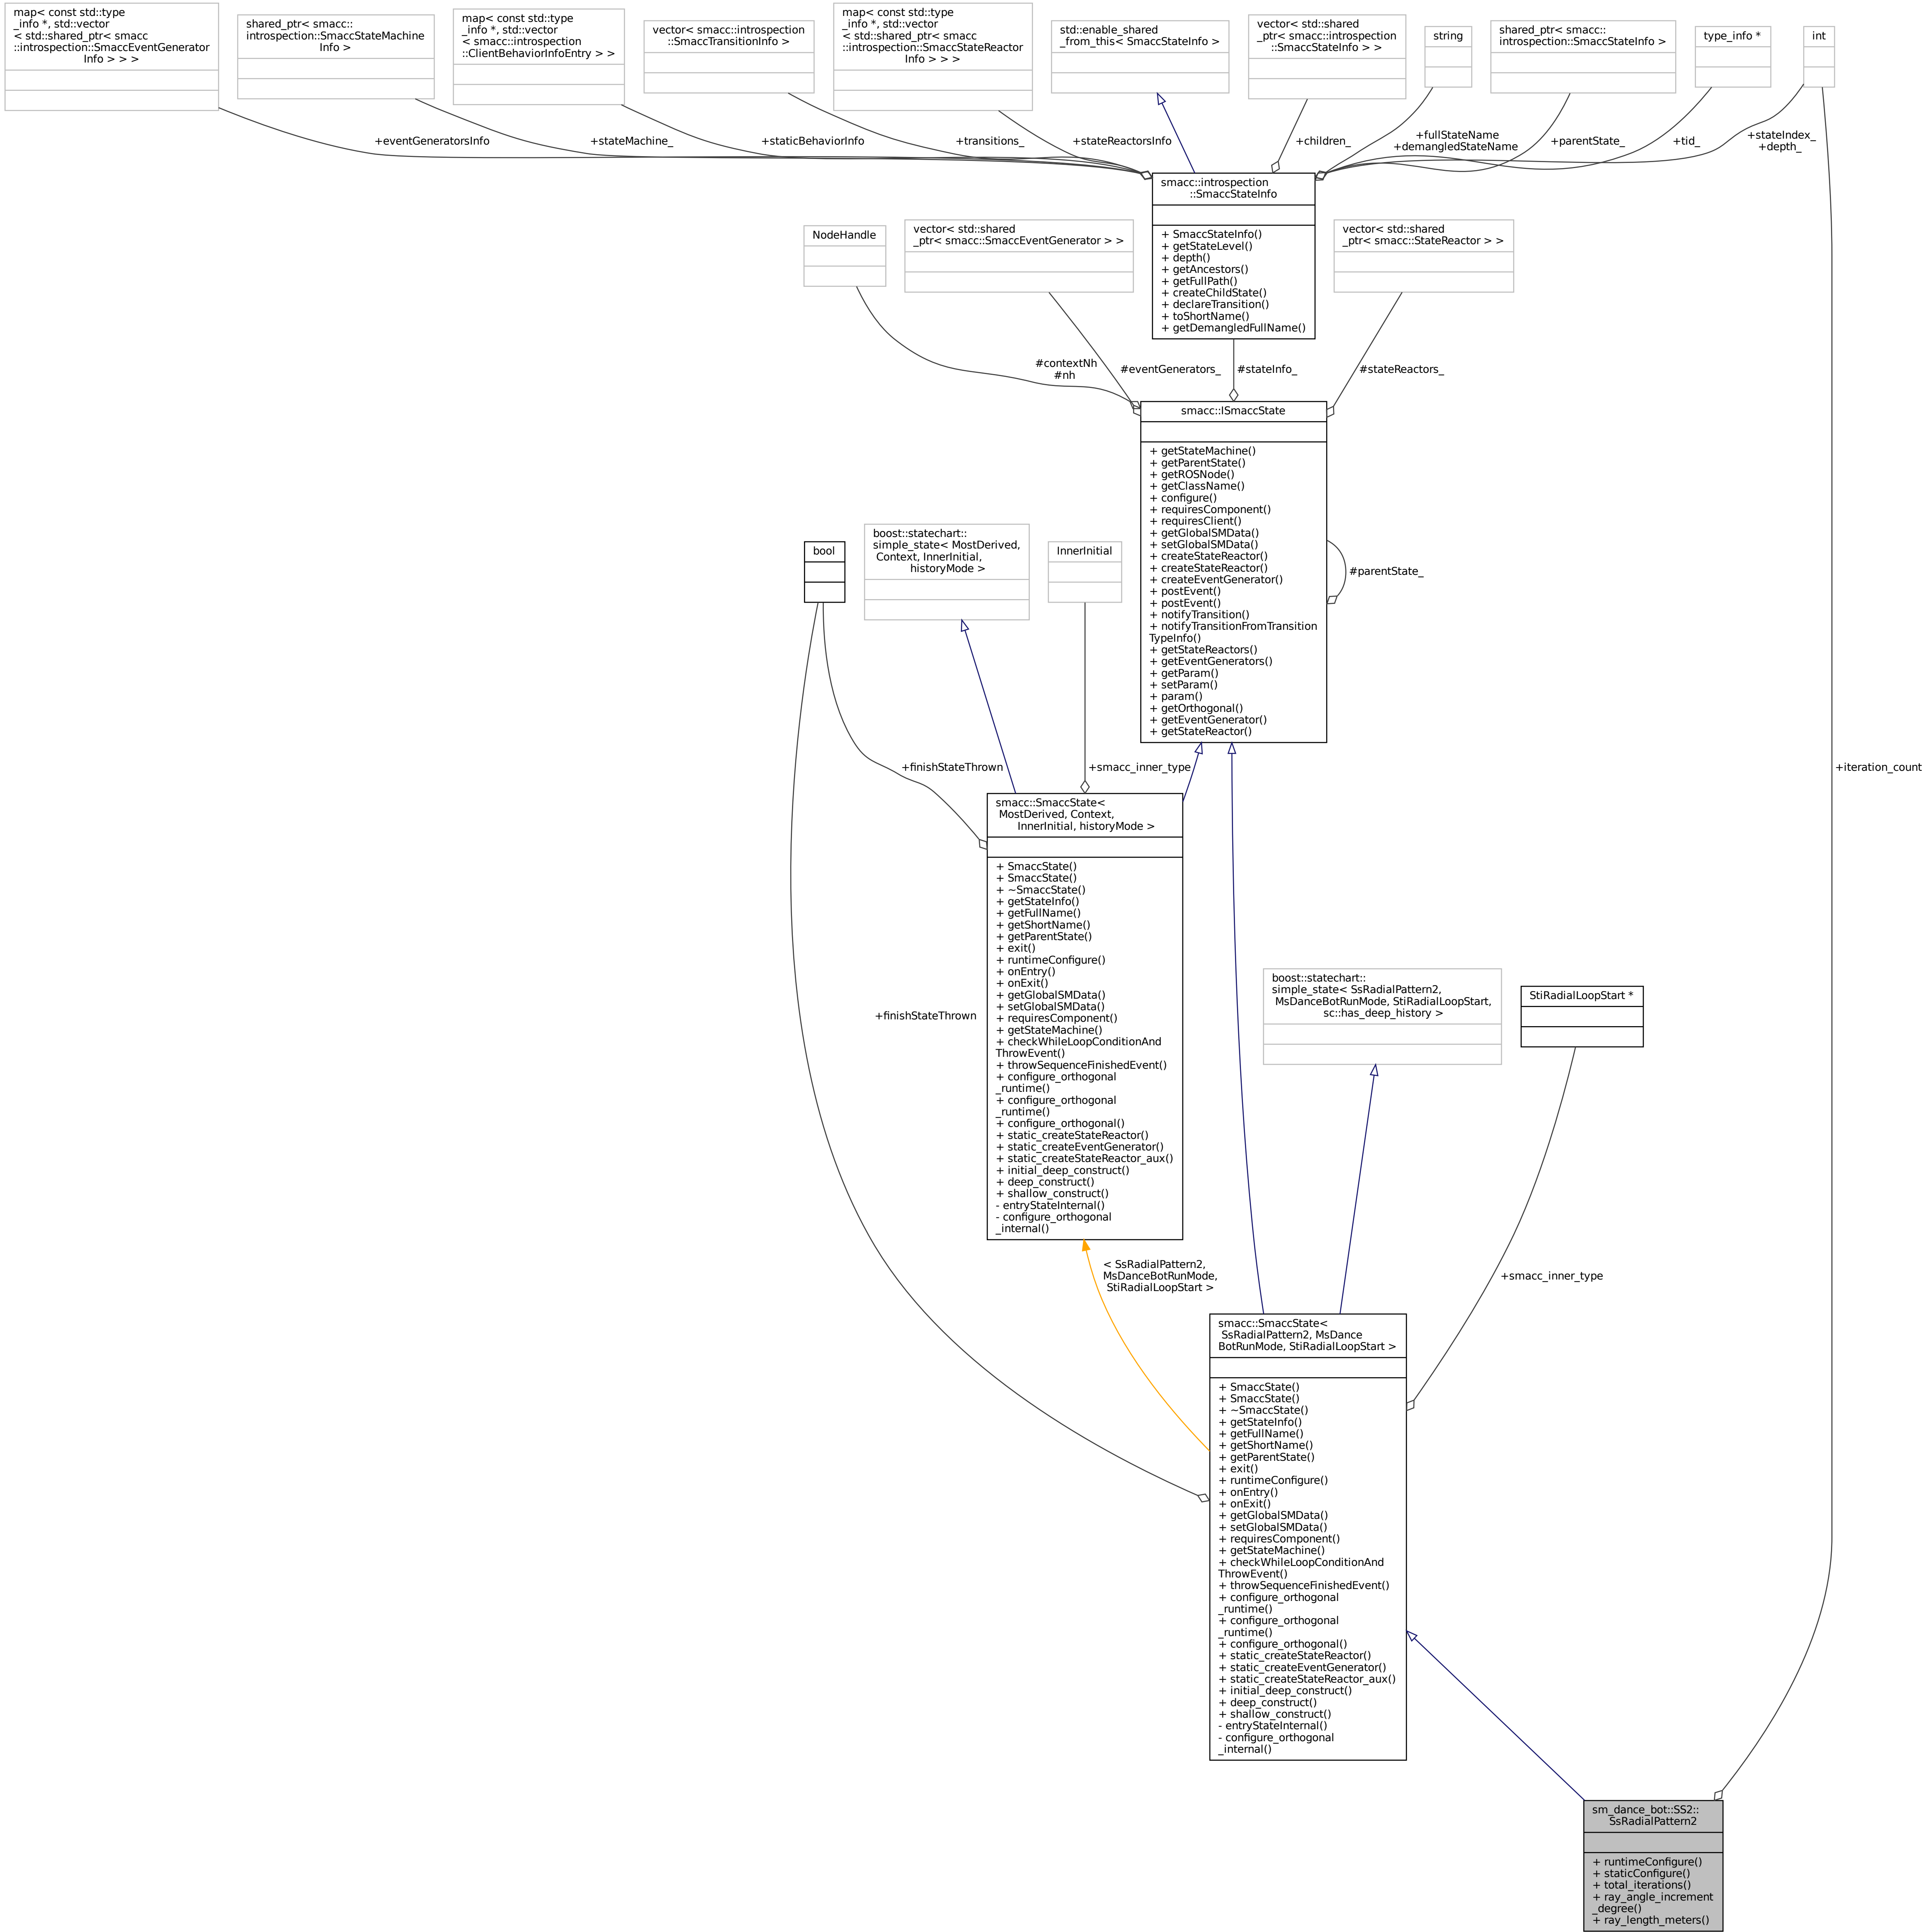 map< const std::type
_info *, std::vector
< std::shared_ptr< smacc
::introspection::SmaccEventGenerator
Info > > >
shared_ptr< smacc::
introspection::SmaccStateMachine
Info >
map< const std::type
_info *, std::vector
< smacc::introspection
::ClientBehaviorInfoEntry > >
vector< smacc::introspection
::SmaccTransitionInfo >
map< const std::type
_info *, std::vector
< std::shared_ptr< smacc
::introspection::SmaccStateReactor
Info > > >
std::enable_shared
_from_this< SmaccStateInfo >
vector< std::shared
_ptr< smacc::introspection
::SmaccStateInfo > >
string
shared_ptr< smacc::
introspection::SmaccStateInfo >
type_info *
int
+eventGeneratorsInfo
+stateMachine_
+staticBehaviorInfo
+transitions_
+stateReactorsInfo
+children_
+fullStateName
+demangledStateName
+parentState_
+tid_
+stateIndex_
+depth_
smacc::introspection
::SmaccStateInfo
+ SmaccStateInfo()
+ getStateLevel()
+ depth()
+ getAncestors()
+ getFullPath()
+ createChildState()
+ declareTransition()
+ toShortName()
+ getDemangledFullName()
NodeHandle
vector< std::shared
_ptr< smacc::SmaccEventGenerator > >
vector< std::shared
_ptr< smacc::StateReactor > >
#contextNh
#nh
#eventGenerators_
#stateInfo_
#stateReactors_
smacc::ISmaccState
+ getStateMachine()
+ getParentState()
+ getROSNode()
+ getClassName()
+ configure()
+ requiresComponent()
+ requiresClient()
+ getGlobalSMData()
+ setGlobalSMData()
+ createStateReactor()
+ createStateReactor()
+ createEventGenerator()
+ postEvent()
+ postEvent()
+ notifyTransition()
+ notifyTransitionFromTransition
TypeInfo()
+ getStateReactors()
+ getEventGenerators()
+ getParam()
+ setParam()
+ param()
+ getOrthogonal()
+ getEventGenerator()
+ getStateReactor()
#parentState_
bool
boost::statechart::
simple_state< MostDerived,
Context, InnerInitial,
historyMode >
InnerInitial
+finishStateThrown
+smacc_inner_type
+iteration_count
smacc::SmaccState<
MostDerived, Context,
InnerInitial, historyMode >
+ SmaccState()
+ SmaccState()
+ ~SmaccState()
+ getStateInfo()
+ getFullName()
+ getShortName()
+ getParentState()
+ exit()
+ runtimeConfigure()
+ onEntry()
+ onExit()
+ getGlobalSMData()
+ setGlobalSMData()
+ requiresComponent()
+ getStateMachine()
+ checkWhileLoopConditionAnd
ThrowEvent()
+ throwSequenceFinishedEvent()
+ configure_orthogonal
_runtime()
+ configure_orthogonal
_runtime()
+ configure_orthogonal()
+ static_createStateReactor()
+ static_createEventGenerator()
+ static_createStateReactor_aux()
+ initial_deep_construct()
+ deep_construct()
+ shallow_construct()
- entryStateInternal()
- configure_orthogonal
_internal()
+finishStateThrown
boost::statechart::
simple_state< SsRadialPattern2,
MsDanceBotRunMode, StiRadialLoopStart,
sc::has_deep_history >
StiRadialLoopStart *
< SsRadialPattern2,
MsDanceBotRunMode,
StiRadialLoopStart >
+smacc_inner_type
smacc::SmaccState<
SsRadialPattern2, MsDance
BotRunMode, StiRadialLoopStart >
+ SmaccState()
+ SmaccState()
+ ~SmaccState()
+ getStateInfo()
+ getFullName()
+ getShortName()
+ getParentState()
+ exit()
+ runtimeConfigure()
+ onEntry()
+ onExit()
+ getGlobalSMData()
+ setGlobalSMData()
+ requiresComponent()
+ getStateMachine()
+ checkWhileLoopConditionAnd
ThrowEvent()
+ throwSequenceFinishedEvent()
+ configure_orthogonal
_runtime()
+ configure_orthogonal
_runtime()
+ configure_orthogonal()
+ static_createStateReactor()
+ static_createEventGenerator()
+ static_createStateReactor_aux()
+ initial_deep_construct()
+ deep_construct()
+ shallow_construct()
- entryStateInternal()
- configure_orthogonal
_internal()
sm_dance_bot::SS2::
SsRadialPattern2
+ runtimeConfigure()
+ staticConfigure()
+ total_iterations()
+ ray_angle_increment
_degree()
+ ray_length_meters()